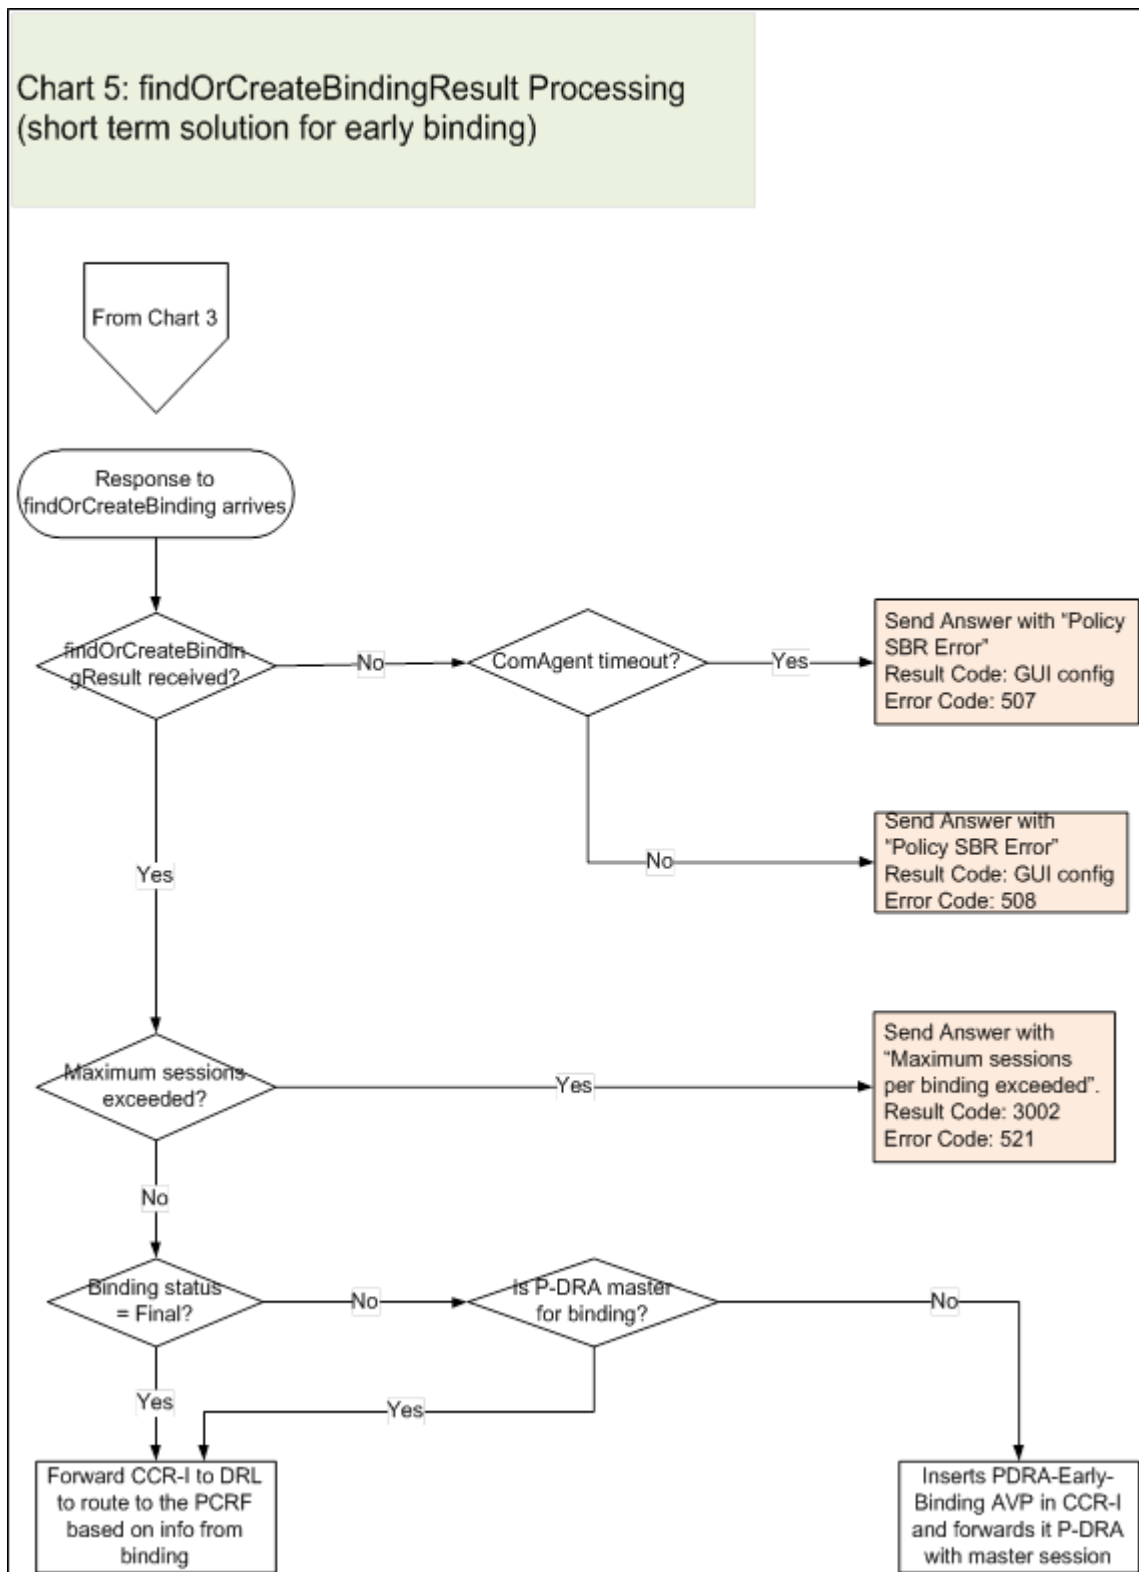 Chart 5: findOrCreateBindingResult Processing
(short term solution for early binding)
From Chart 3
Response to
findOrCreateBinding arrives
findOrCreateBindin
gResult received?
No
ComAgent timeout?
Yes
Send Answer with “Policy
SBR Error”
Result Code: GUI config
Error Code: 507
No
Send Answer with
“Policy SBR Error”
Result Code: GUI config
Error Code: 508
Yes
Maximum sessions
exceeded?
Yes
Send Answer with
“Maximum sessions
per binding exceeded”.
Result Code: 3002
Error Code: 521
No
Binding status
= Final?
No
Is P-DRA master
for binding?
No
Yes
Yes
Forward CCR-I to DRL
to route to the PCRF
based on info from
binding
Inserts PDRA-Early-
Binding AVP in CCR-I
and forwards it P-DRA
with master session